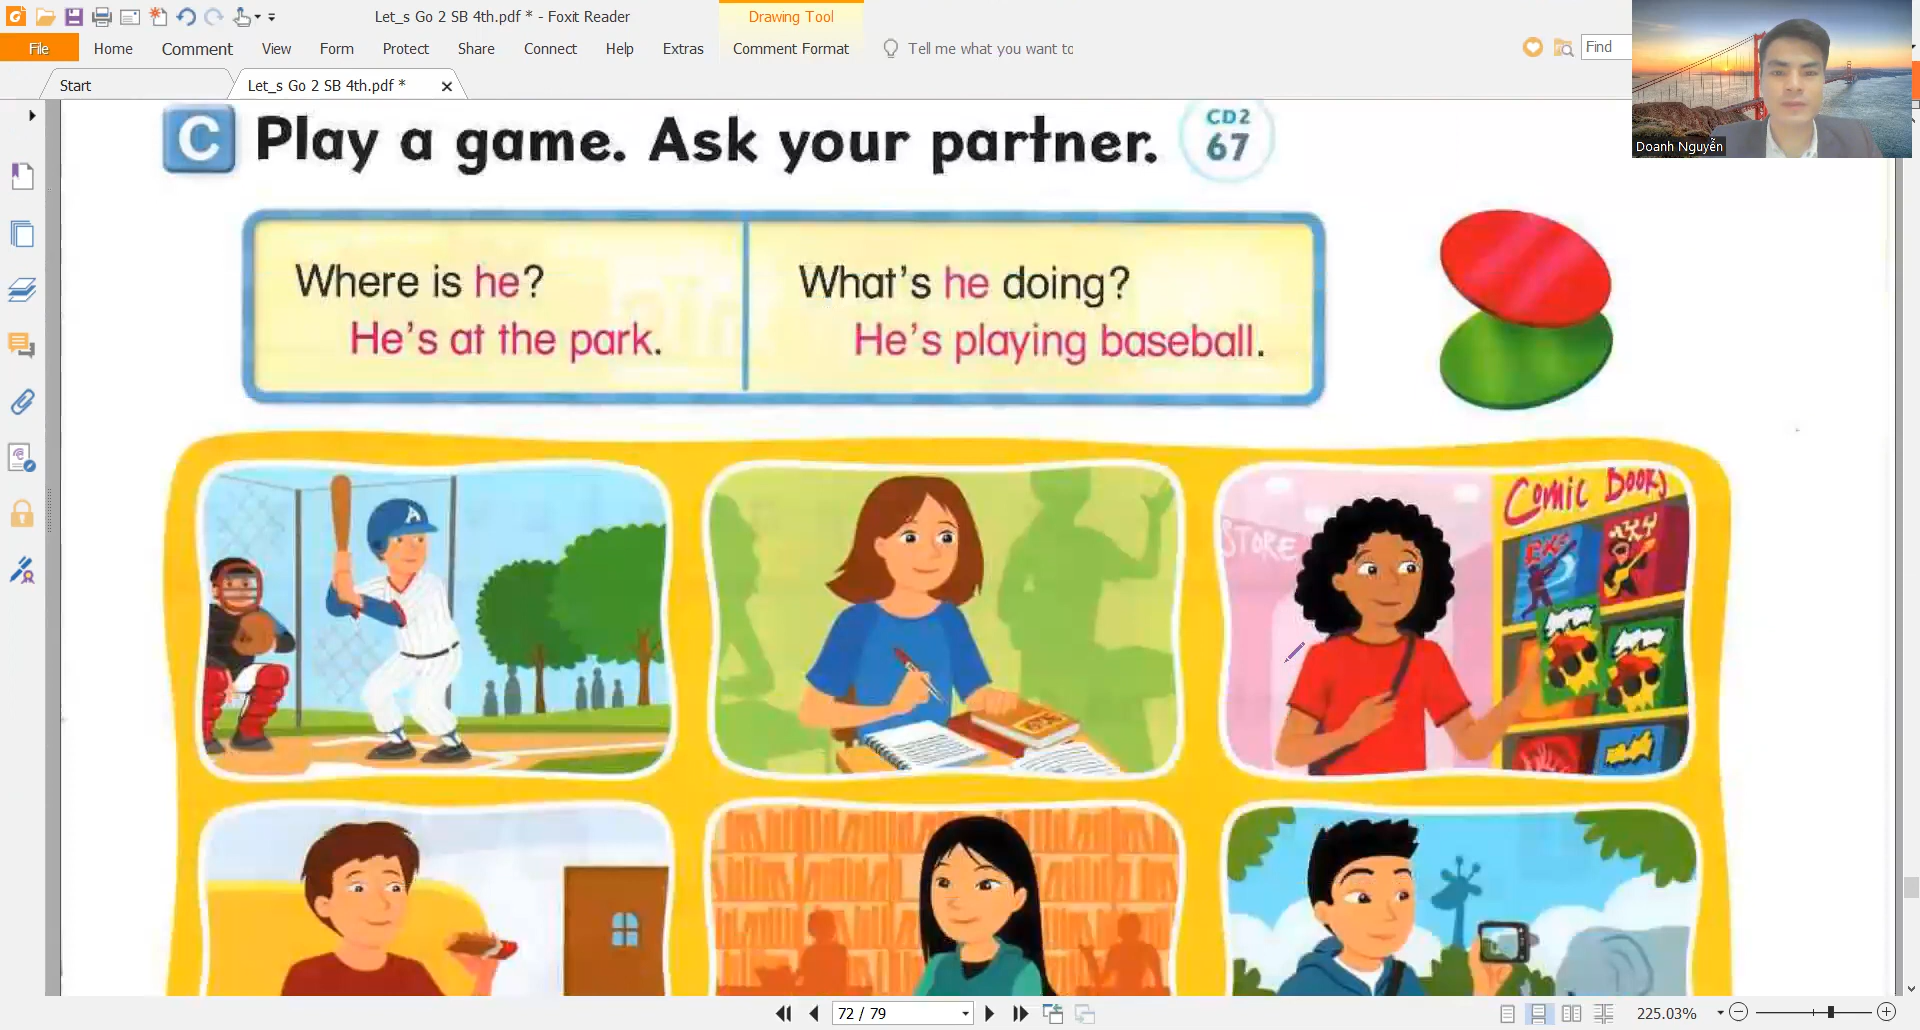 Let_s Go 2 SB 4th.pdf * - Foxit Reader
Drawing Tool
File
Home
Comment
View
Form
Protect
Share
Connect
Help
Extras
Comment Format
Tell me what you want to
Find
Start
Let_s Go 2 SB 4th.pdf *
Doanh Nguyễn
C Play a game. Ask your partner.
CD2
67
Where is he?
He's at the park.
What's he doing?
He's playing baseball.
A
STORE
Comic Books
72 / 79
225.03%